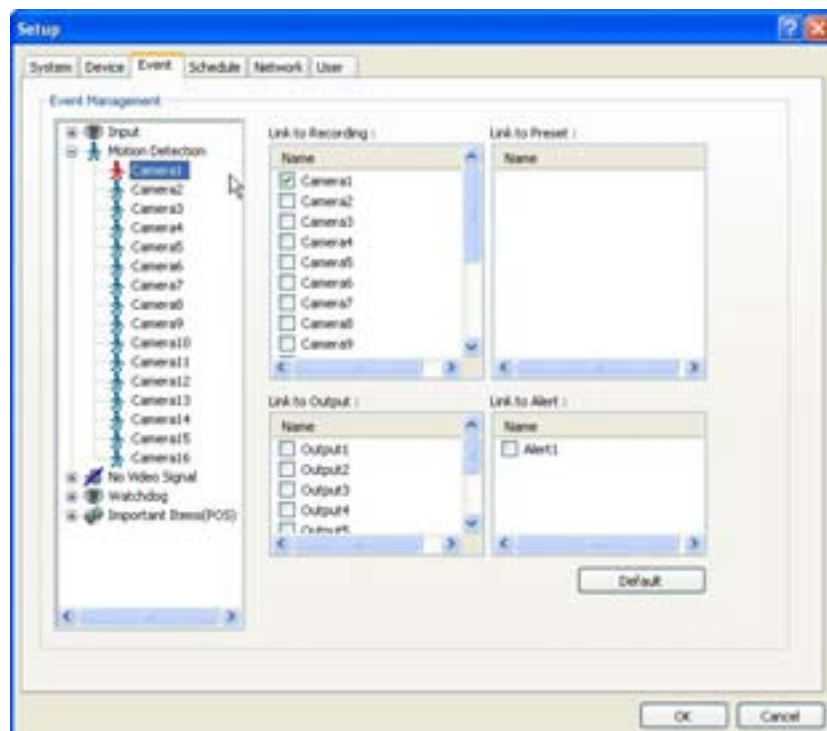 Setup
System Device Event Schedule Network User
Event Management
Input
Motion Detection
Camera1
Camera2
Camera3
Camera4
Camera5
Camera6
Camera7
Camera8
Camera9
Camera10
Camera11
Camera12
Camera13
Camera14
Camera15
Camera16
No Video Signal
Watchdog
Important Items(POS)
Link to Recording :
Name
Camera1
Camera2
Camera3
Camera4
Camera5
Camera6
Camera7
Camera8
Camera9
Link to Preset :
Name
Link to Output :
Name
Output1
Output2
Output3
Output4
Output5
Link to Alert :
Name
Alert1
Default
OK Cancel